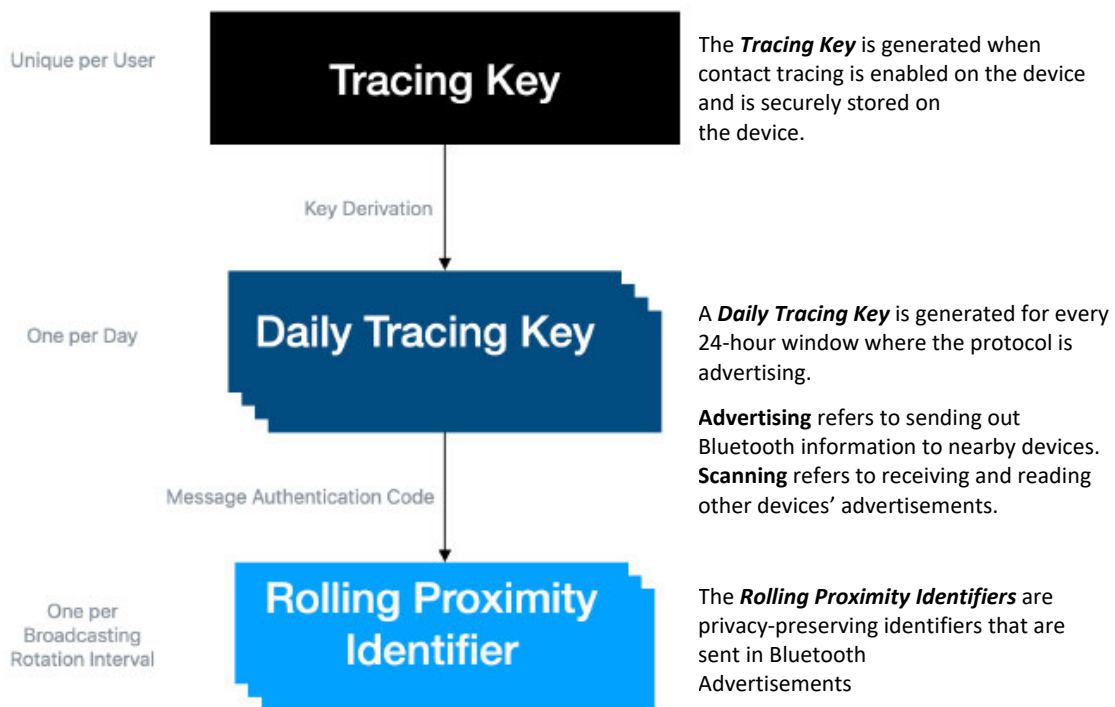 Unique per User
Tracing Key
The Tracing Key is generated when
contact tracing is enabled on the device
and is securely stored on
the device.
Key Derivation
One per Day
Daily Tracing Key
A Daily Tracing Key is generated for every
24-hour window where the protocol is
advertising.
Advertising refers to sending out
Bluetooth information to nearby devices.
Scanning refers to receiving and reading
other devices’ advertisements.
Message Authentication Code
One per
Broadcasting
Rotation Interval
Rolling Proximity
Identifier
The Rolling Proximity Identifiers are
privacy-preserving identifiers that are
sent in Bluetooth
Advertisements